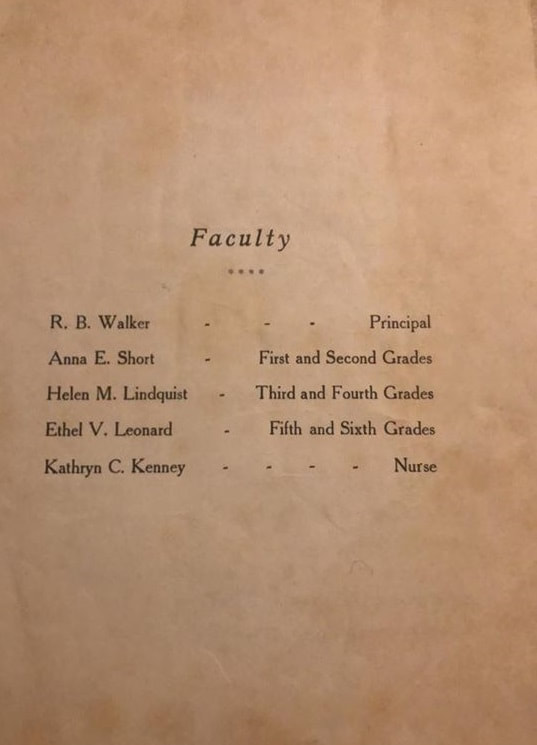 Faculty
****
R. B. Walker - - - Principal
Anna E. Short - First and Second Grades
Helen M. Lindquist - Third and Fourth Grades
Ethel V. Leonard - Fifth and Sixth Grades
Kathryn C. Kenney - - - - Nurse